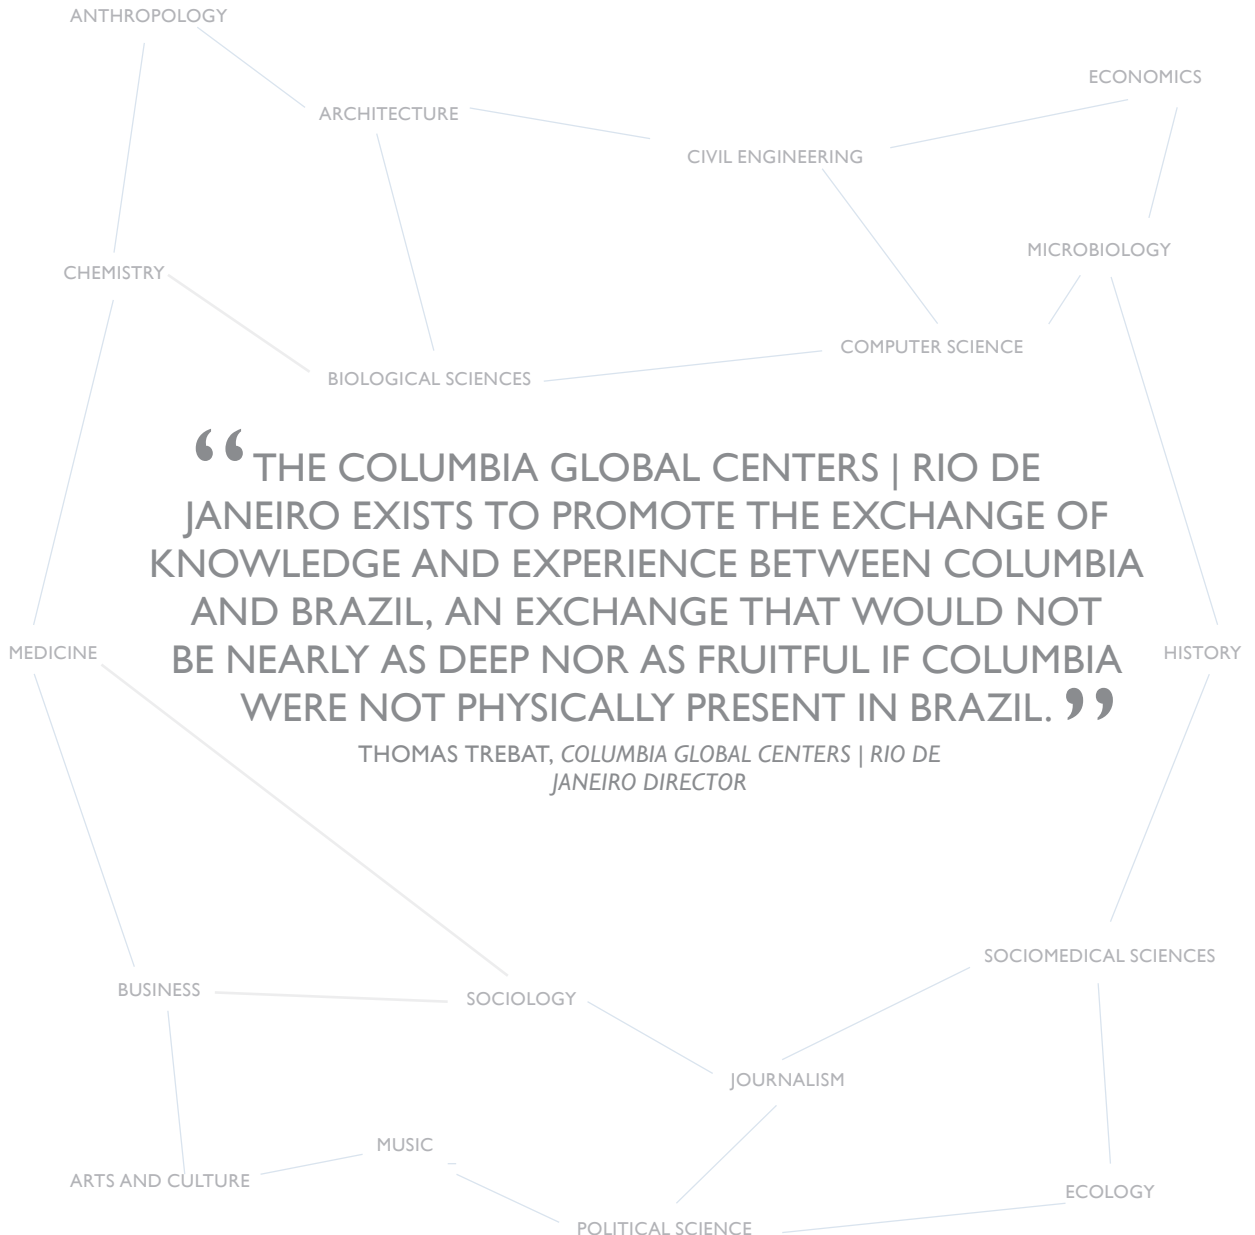 ANTHROPOLOGY
ECONOMICS
ARCHITECTURE
CIVIL ENGINEERING
MICROBIOLOGY
CHEMISTRY
COMPUTER SCIENCE
BIOLOGICAL SCIENCES
“ THE COLUMBIA GLOBAL CENTERS | RIO DE
JANEIRO EXISTS TO PROMOTE THE EXCHANGE OF
KNOWLEDGE AND EXPERIENCE BETWEEN COLUMBIA
AND BRAZIL, AN EXCHANGE THAT WOULD NOT
BE NEARLY AS DEEP NOR AS FRUITFUL IF COLUMBIA
WERE NOT PHYSICALLY PRESENT IN BRAZIL. ”
MEDICINE
HISTORY
THOMAS TREBAT, COLUMBIA GLOBAL CENTERS | RIO DE
JANEIRO DIRECTOR
SOCIOMEDICAL SCIENCES
BUSINESS
SOCIOLOGY
JOURNALISM
MUSIC
ARTS AND CULTURE
ECOLOGY
POLITICAL SCIENCE